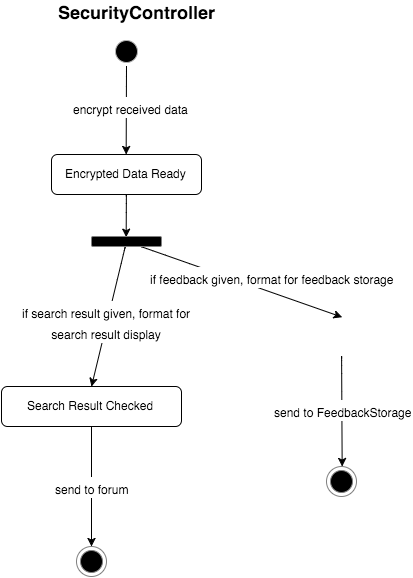 SecurityController
encrypt received data
Encrypted Data Ready
if feedback given, format for feedback storage
if search result given, format for
search result display
Search Result Checked
send to FeedbackStorage
send to forum